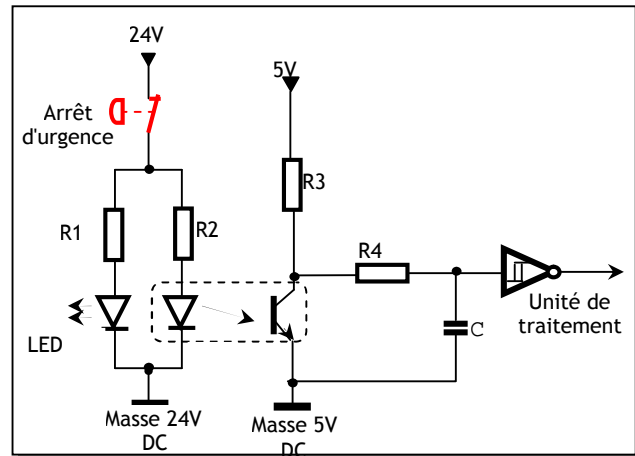 24V
5V
Arrêt
d'urgence
R3
R1
R2
R4
Unité de
traitement
C
LED
Masse 24V
DC
Masse 5V
DC